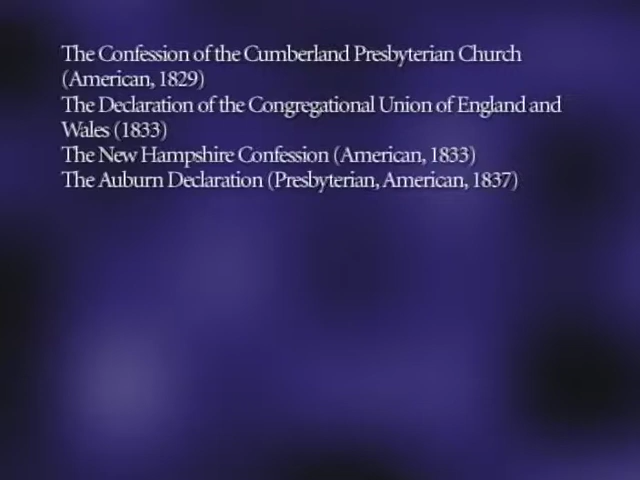 The Confession of the Cumberland Presbyterian Church
(American, 1829)
The Declaration of the Congregational Union of England and
Wales (1833)
The New Hampshire Confession (American, 1833)
The Auburn Declaration (Presbyterian, American, 1837)